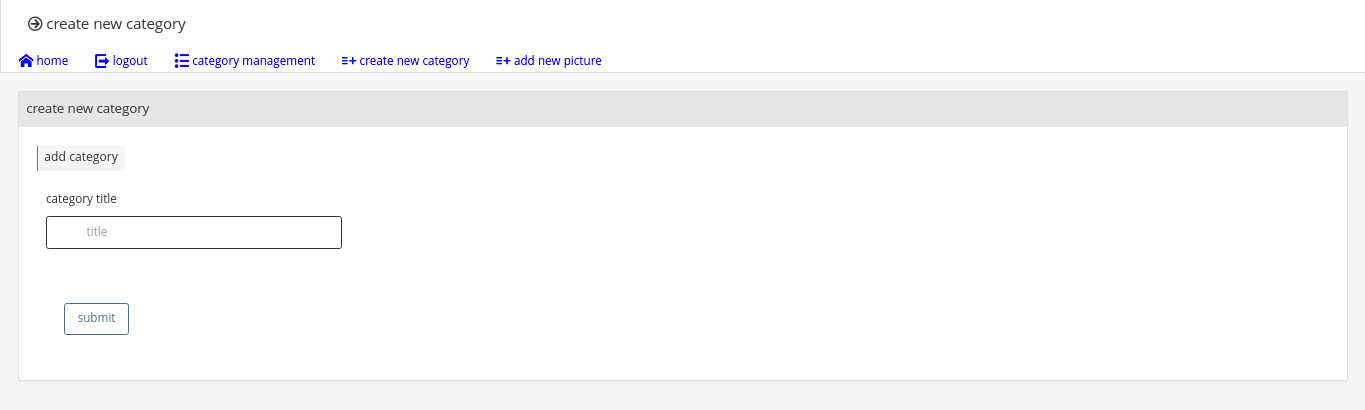 create new category
home logout category management create new category add new picture
create new category
add category
category title
title
submit